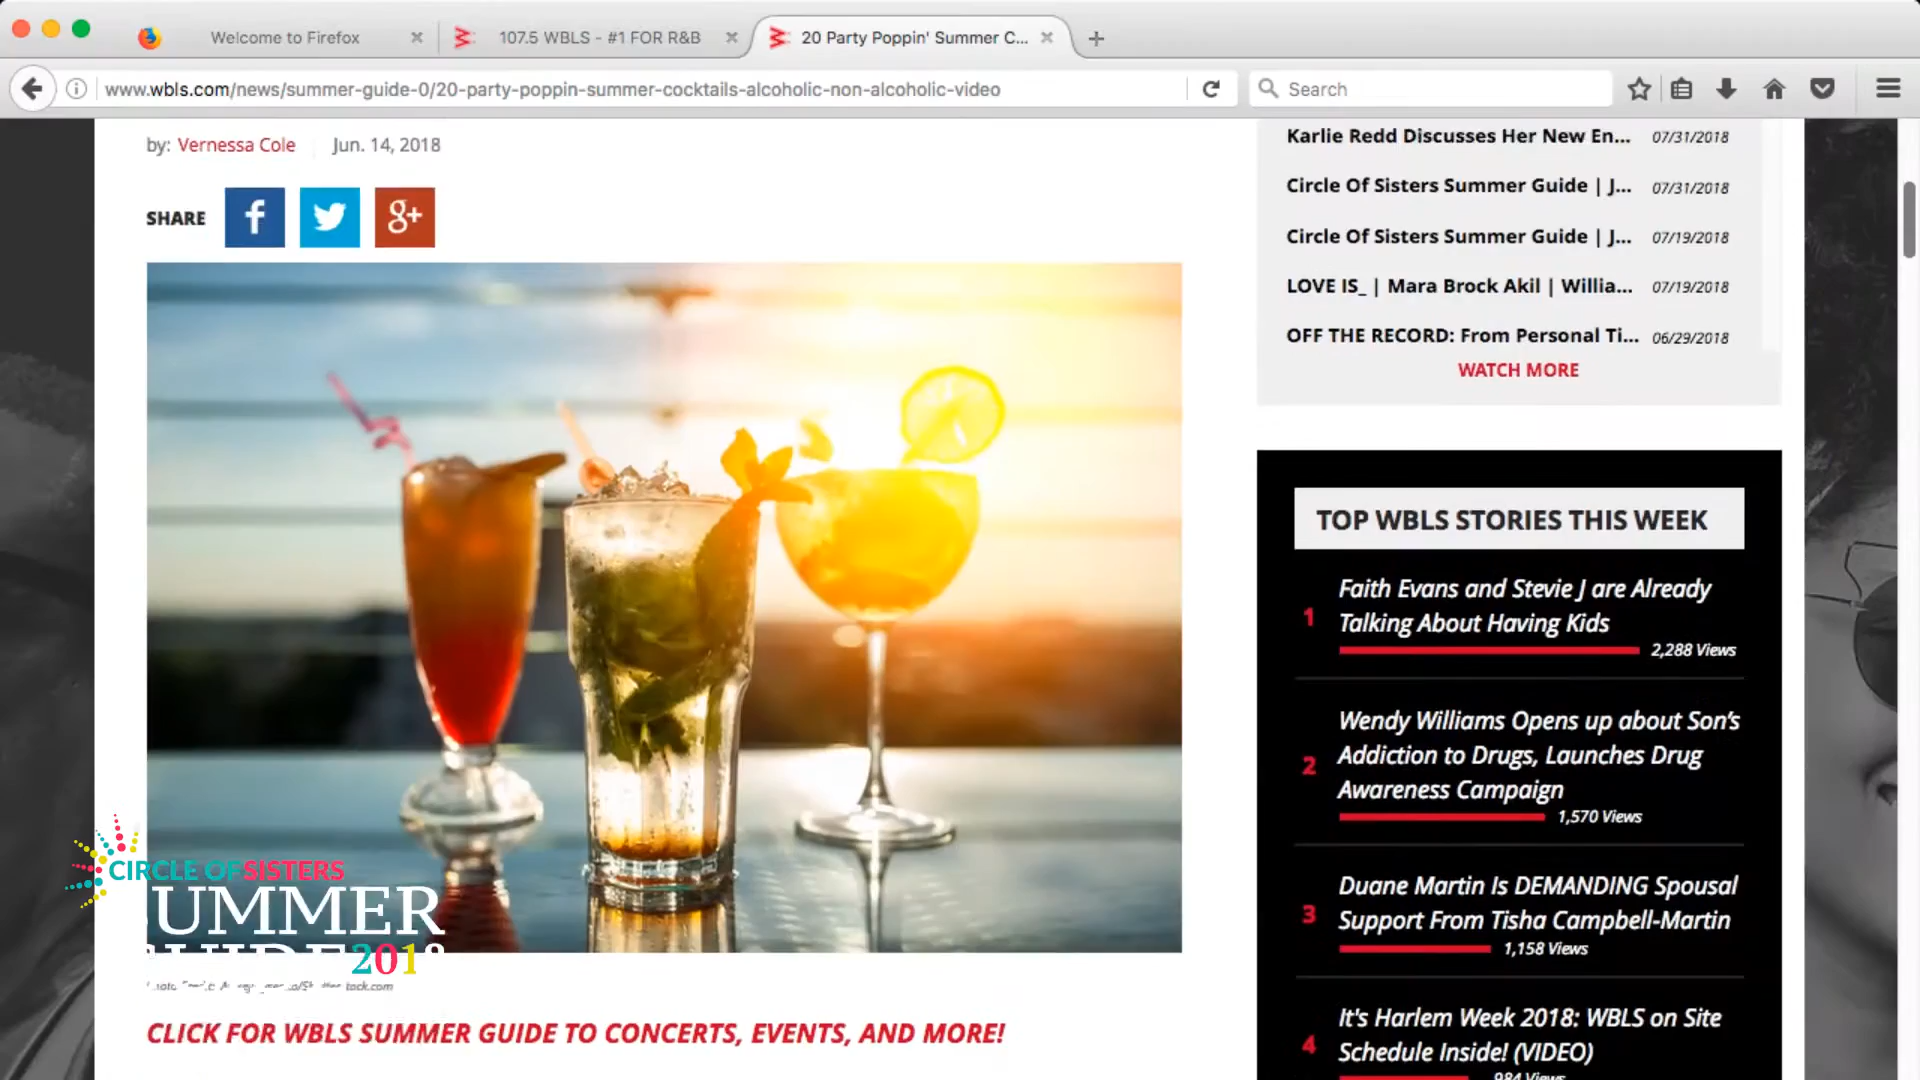 Welcome to Firefox
107.5 WBLS - #1 FOR R&B
20 Party Poppin' Summer C...
www.wbls.com/news/summer-guide-0/20-party-poppin-summer-cocktails-alcoholic-non-alcoholic-video
Search
by: Vernessa Cole
Jun. 14, 2018
SHARE
CIRCLE OF SISTERS
SUMMER
GUIDE 2018
CLICK FOR WBLS SUMMER GUIDE TO CONCERTS, EVENTS, AND MORE!
Karlie Redd Discusses Her New En... 07/31/2018
Circle Of Sisters Summer Guide | J... 07/31/2018
Circle Of Sisters Summer Guide | J... 07/19/2018
LOVE IS_ | Mara Brock Akil | Willia... 07/19/2018
OFF THE RECORD: From Personal Ti... 06/29/2018
WATCH MORE
TOP WBLS STORIES THIS WEEK
1
Faith Evans and Stevie J are Already
Talking About Having Kids
2,288 Views
2
Wendy Williams Opens up about Son's
Addiction to Drugs, Launches Drug
Awareness Campaign
1,570 Views
3
Duane Martin Is DEMANDING Spousal
Support From Tisha Campbell-Martin
1,158 Views
4
It's Harlem Week 2018: WBLS on Site
Schedule Inside! (VIDEO)
984 Views